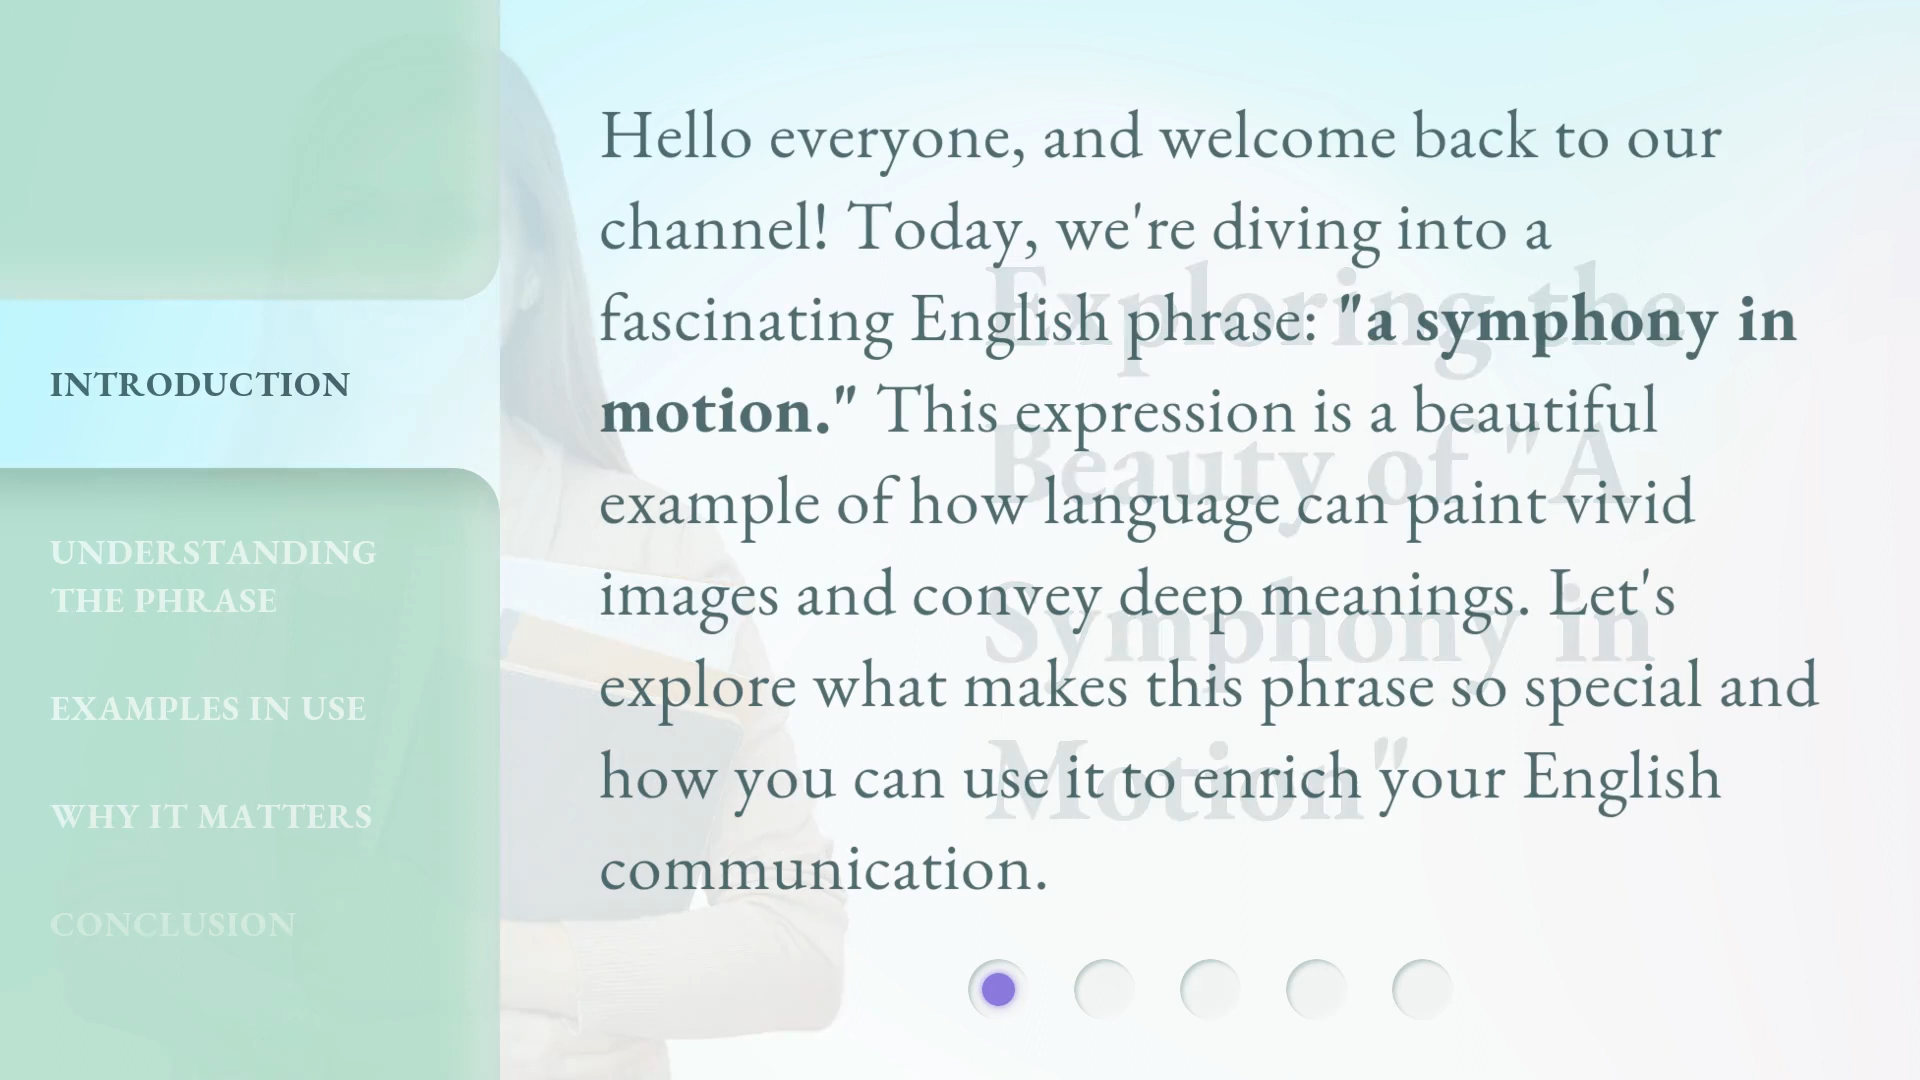 INTRODUCTION
UNDERSTANDING
THE PHRASE
EXAMPLES IN USE
WHY IT MATTERS
CONCLUSION
Hello everyone, and welcome back to our
channel! Today, we're diving into a
fascinating English phrase: "a symphony in
motion." This expression is a beautiful
example of how language can paint vivid
images and convey deep meanings. Let's
explore what makes this phrase so special and
how you can use it to enrich your English
communication.
Exploring the
Beauty of "A
Symphony in
Motion"